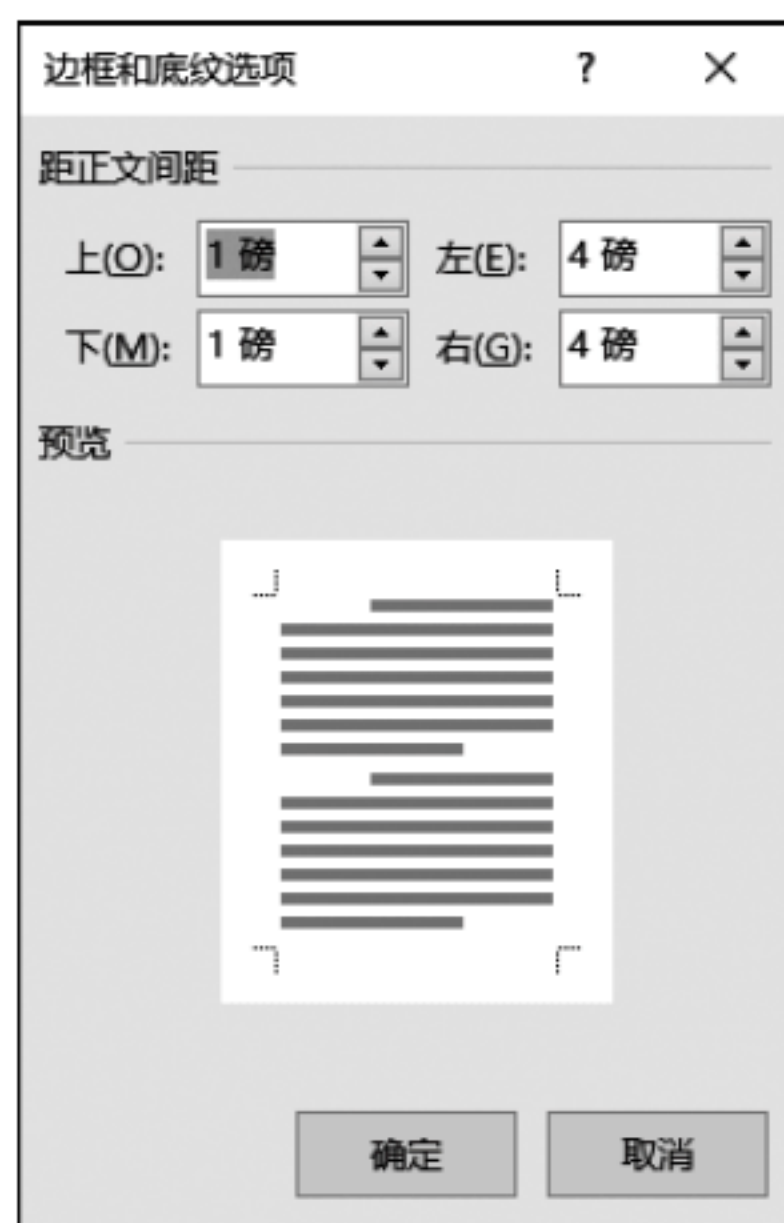 边框和底纹选项 ? ×
距正文间距
上(O): 1 磅 左(E): 4 磅
下(M): 1 磅 右(G): 4 磅
预览
确定 取消